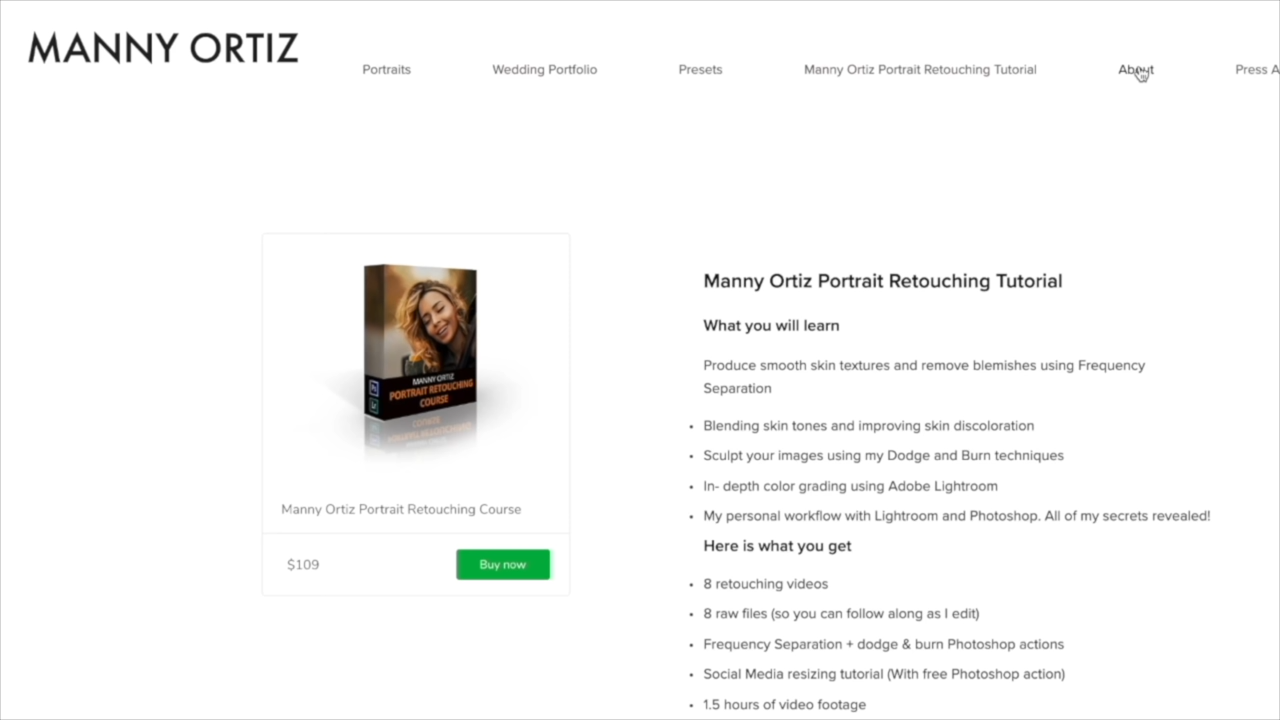 MANNY ORTIZ
Portraits
Wedding Portfolio
Presets
Manny Ortiz Portrait Retouching Tutorial
About
Press A
MANNY ORTIZ
PORTRAIT RETOUCHING
COURSE
Ps
Manny Ortiz Portrait Retouching Course
$109
Buy now
Manny Ortiz Portrait Retouching Tutorial
What you will learn
Produce smooth skin textures and remove blemishes using Frequency
Separation
• Blending skin tones and improving skin discoloration
• Sculpt your images using my Dodge and Burn techniques
• In- depth color grading using Adobe Lightroom
• My personal workflow with Lightroom and Photoshop. All of my secrets revealed!
Here is what you get
• 8 retouching videos
• 8 raw files (so you can follow along as I edit)
• Frequency Separation + dodge & burn Photoshop actions
• Social Media resizing tutorial (With free Photoshop action)
• 1.5 hours of video footage